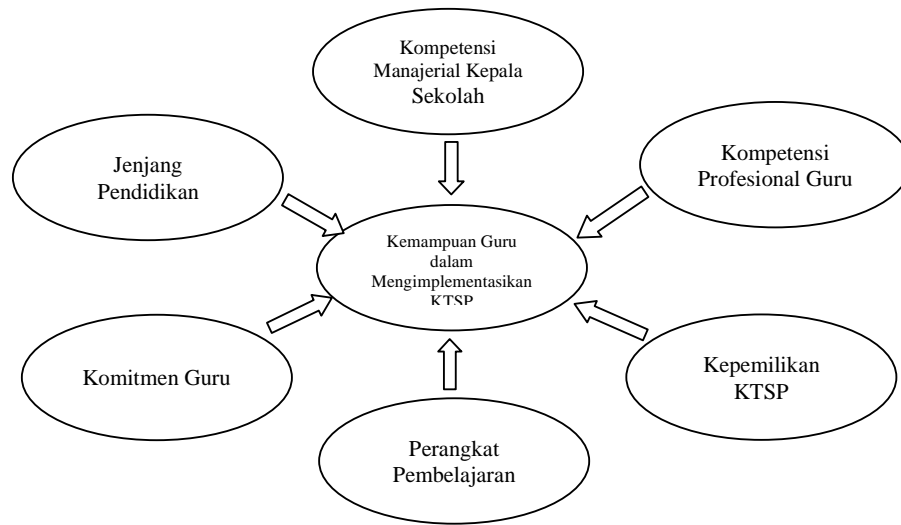 Kompetensi
Manajerial Kepala
Sekolah
Jenjang
Pendidikan
Kompetensi
Profesional Guru
Kemampuan Guru
dalam
Mengimplementasikan
KTSP
Komitmen Guru
Kepemilikan
KTSP
Perangkat
Pembelajaran